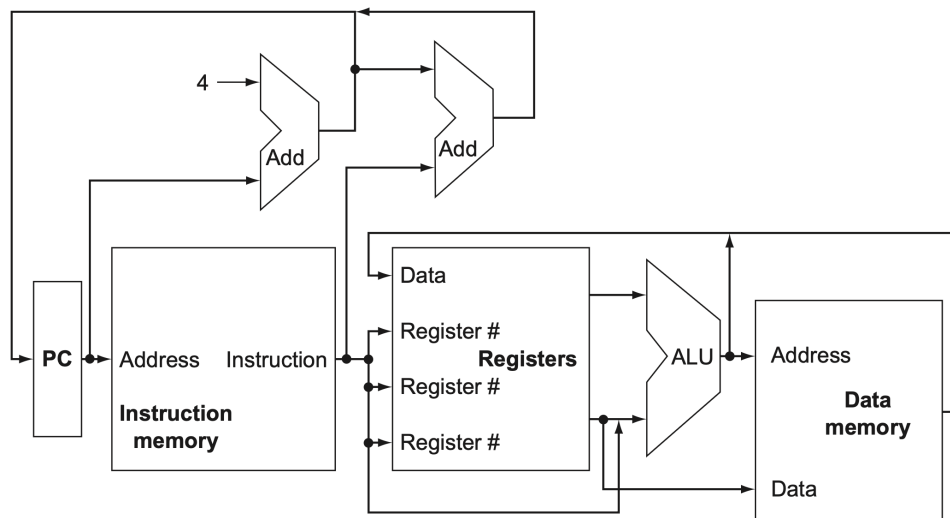 4
Add
Add
Data
Register #
PC
Address
Instruction
Registers
ALU
Address
Instruction
memory
Register #
Data
memory
Register #
Data